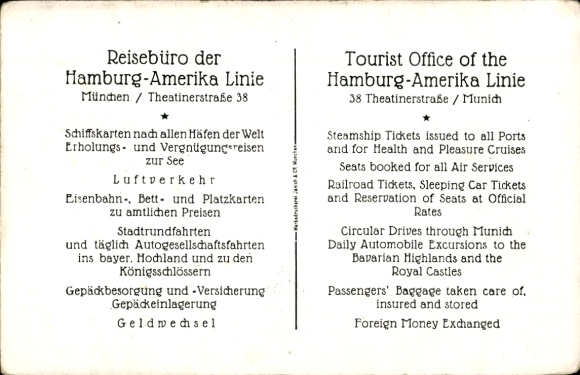 Reisebüro der
Hamburg-Amerika Linie
München / Theatinerstraße 38
Schiffskarten nach allen Häfen der Welt
Erholungs- und Vergnügungsreisen
zur See
Luftverkehr
Eisenbahn-, Bett- und Platzkarten
zu amtlichen Preisen
Stadtrundfahrten
und täglich Autogesellschaftsfahrten
ins bayer. Hochland und zu den
Königsschlössern
Gepäckbesorgung und -Versicherung
Gepäckeinlagerung
Geldwechsel
Tourist Office of the
Hamburg-Amerika Linie
38 Theatinerstraße / Munich
Steamship Tickets issued to all Ports
and for Health and Pleasure Cruises
Seats booked for all Air Services
Railroad Tickets, Sleeping Car Tickets
and Reservation of Seats at Official
Rates
Circular Drives through Munich
Daily Automobile Excursions to the
Bavarian Highlands and the
Royal Castles
Passengers' Baggage taken care of,
insured and stored
Foreign Money Exchanged